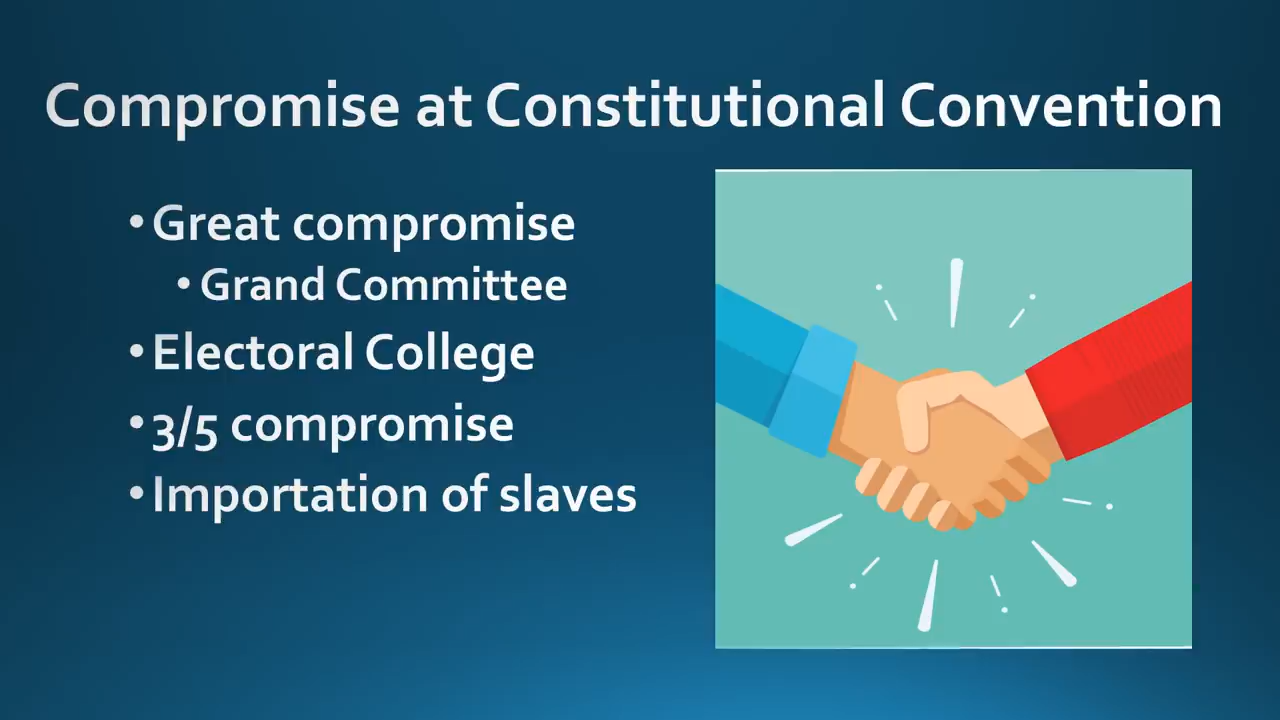 Compromise at Constitutional Convention
•Great compromise
•Grand Committee
•Electoral College
•3/5 compromise
•Importation of slaves